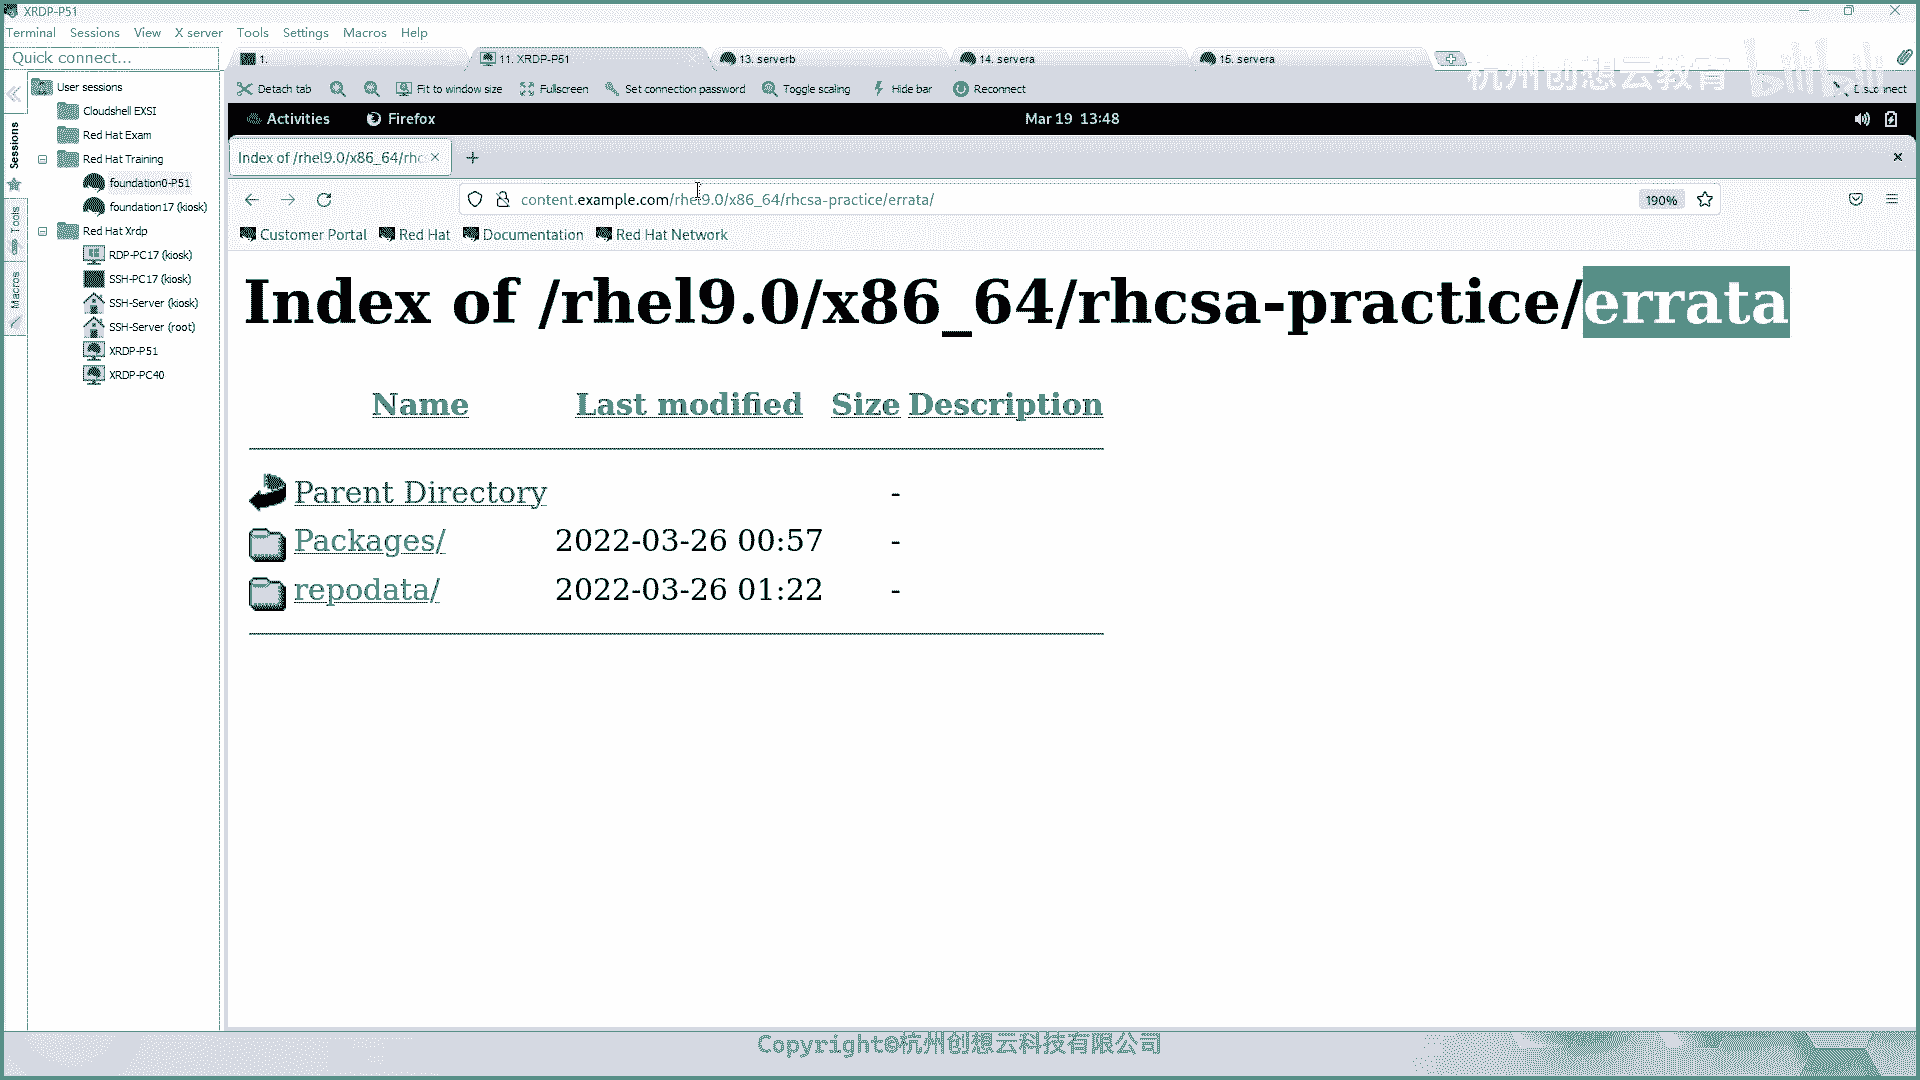 XRDP-P51
Terminal Sessions View X server Tools Settings Macros Help
Quick connect...
1.
11. XRDP-P51
13. serverb
14. servera
15. servera
杭州创想云教育 bilibili
Detach tab
Fit to window size
Fullscreen
Set connection password
Toggle scaling
Hide bar
Reconnect
Sessions
Tools
Macros
User sessions
Cloudshell EXSI
Red Hat Exam
Red Hat Training
foundation0-P51
foundation17 (kiosk)
Red Hat Xrdp
RDP-PC17 (kiosk)
SSH-PC17 (kiosk)
SSH-Server (kiosk)
SSH-Server (root)
XRDP-P51
XRDP-PC40
Activities Firefox Mar 19 13:48
Index of /rhel9.0/x86_64/rhc
content.example.com/rhel9.0/x86_64/rhcsa-practice/errata/ 190%
Customer Portal Red Hat Documentation Red Hat Network
Index of /rhel9.0/x86_64/rhcsa-practice/errata
Name Last modified Size Description
Parent Directory -
Packages/ 2022-03-26 00:57 -
repodata/ 2022-03-26 01:22 -
Copyright©杭州创想云科技有限公司